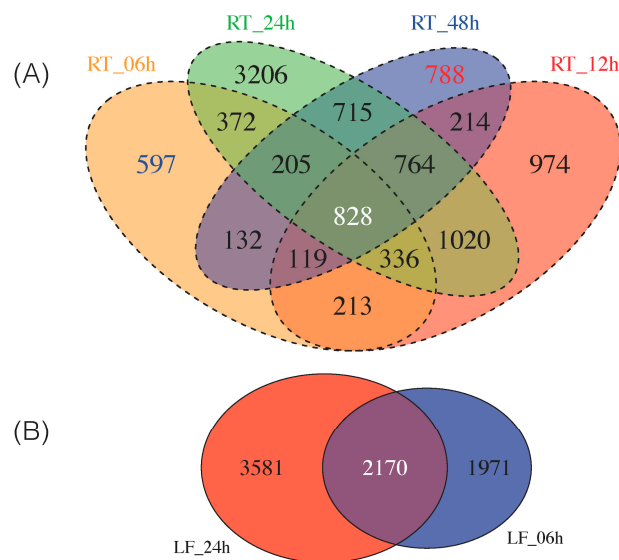 (A)
RT_06h
RT_24h
RT_48h
RT_12h
3206
788
372
715
214
597
205
764
974
828
132
119
336
1020
213
(B)
3581
2170
1971
LF_24h
LF_06h